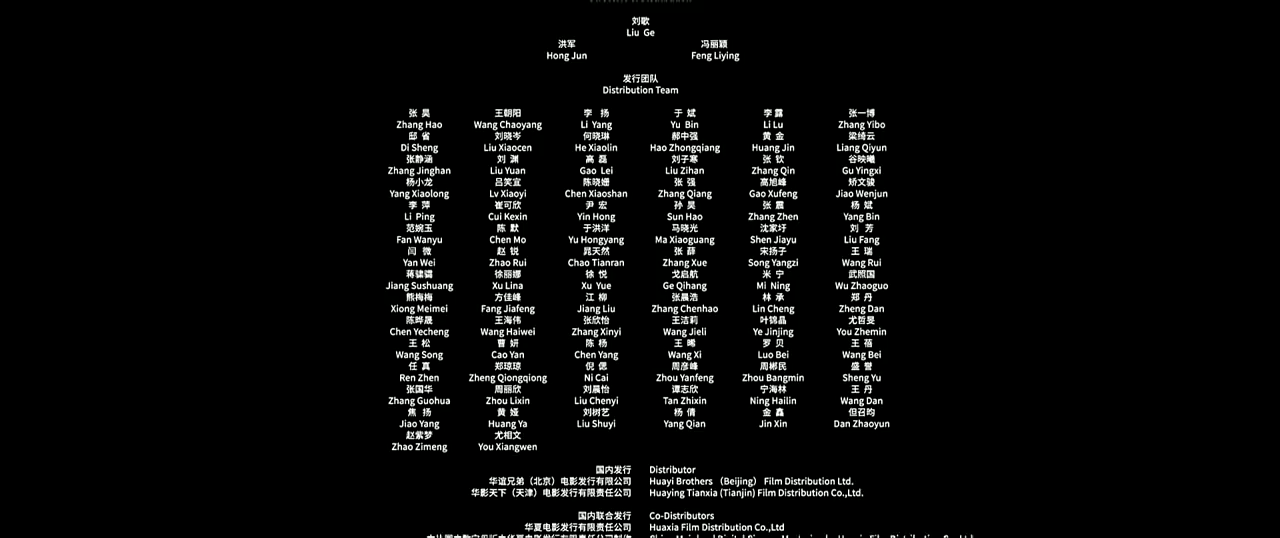 刘歌
Liu Ge
洪军 冯丽颖
Hong Jun Feng Liying
发行团队
Distribution Team
张 昊 王朝阳 李 扬 于 斌 李 露 张一博
Zhang Hao Wang Chaoyang Li Yang Yu Bin Li Lu Zhang Yibo
邸 省 刘晓岑 何晓琳 郝中强 黄 金 梁绮云
Di Sheng Liu Xiaocen He Xiaolin Hao Zhongqiang Huang Jin Liang Qiyun
张静涵 刘 渊 高 磊 刘子寒 张 钦 谷映曦
Zhang Jinghan Liu Yuan Gao Lei Liu Zihan Zhang Qin Gu Yingxi
杨小龙 吕笑宜 陈晓姗 张 强 高旭峰 矫文骏
Yang Xiaolong Lv Xiaoyi Chen Xiaoshan Zhang Qiang Gao Xufeng Jiao Wenjun
李 萍 崔可欣 尹 宏 孙 昊 张 震 杨 斌
Li Ping Cui Kexin Yin Hong Sun Hao Zhang Zhen Yang Bin
范婉玉 陈 默 于洪洋 马晓光 沈家圩 刘 芳
Fan Wanyu Chen Mo Yu Hongyang Ma Xiaoguang Shen Jiayu Liu Fang
闫 微 赵 锐 晁天然 张 薛 宋扬子 王 瑞
Yan Wei Zhao Rui Chao Tianran Zhang Xue Song Yangzi Wang Rui
蒋骕骦 徐丽娜 徐 悦 戈启航 米 宁 武照国
Jiang Sushuang Xu Lina Xu Yue Ge Qihang Mi Ning Wu Zhaoguo
熊梅梅 方佳峰 江 柳 张晨浩 林 承 郑 丹
Xiong Meimei Fang Jiafeng Jiang Liu Zhang Chenhao Lin Cheng Zheng Dan
陈晔晟 王海伟 张欣怡 王洁莉 叶锦晶 尤哲旻
Chen Yecheng Wang Haiwei Zhang Xinyi Wang Jieli Ye Jinjing You Zhemin
王 松 曹 妍 陈 杨 王 晞 罗 贝 王 蓓
Wang Song Cao Yan Chen Yang Wang Xi Luo Bei Wang Bei
任 真 郑琼琼 倪 偲 周彦峰 周郴民 盛 誉
Ren Zhen Zheng Qiongqiong Ni Cai Zhou Yanfeng Zhou Bangmin Sheng Yu
张国华 周丽欣 刘晨怡 谭志欣 宁海林 王 丹
Zhang Guohua Zhou Lixin Liu Chenyi Tan Zhixin Ning Hailin Wang Dan
焦 扬 黄 娅 刘树艺 杨 倩 金 鑫 但召昀
Jiao Yang Huang Ya Liu Shuyi Yang Qian Jin Xin Dan Zhaoyun
赵紫梦 尤相文
Zhao Zimeng You Xiangwen
国内发行 Distributor
华谊兄弟（北京）电影发行有限公司 Huayi Brothers （Beijing） Film Distribution Ltd.
华影天下（天津）电影发行有限责任公司 Huaying Tianxia (Tianjin) Film Distribution Co.,Ltd.
国内联合发行 Co-Distributors
华夏电影发行有限责任公司 Huaxia Film Distribution Co.,Ltd